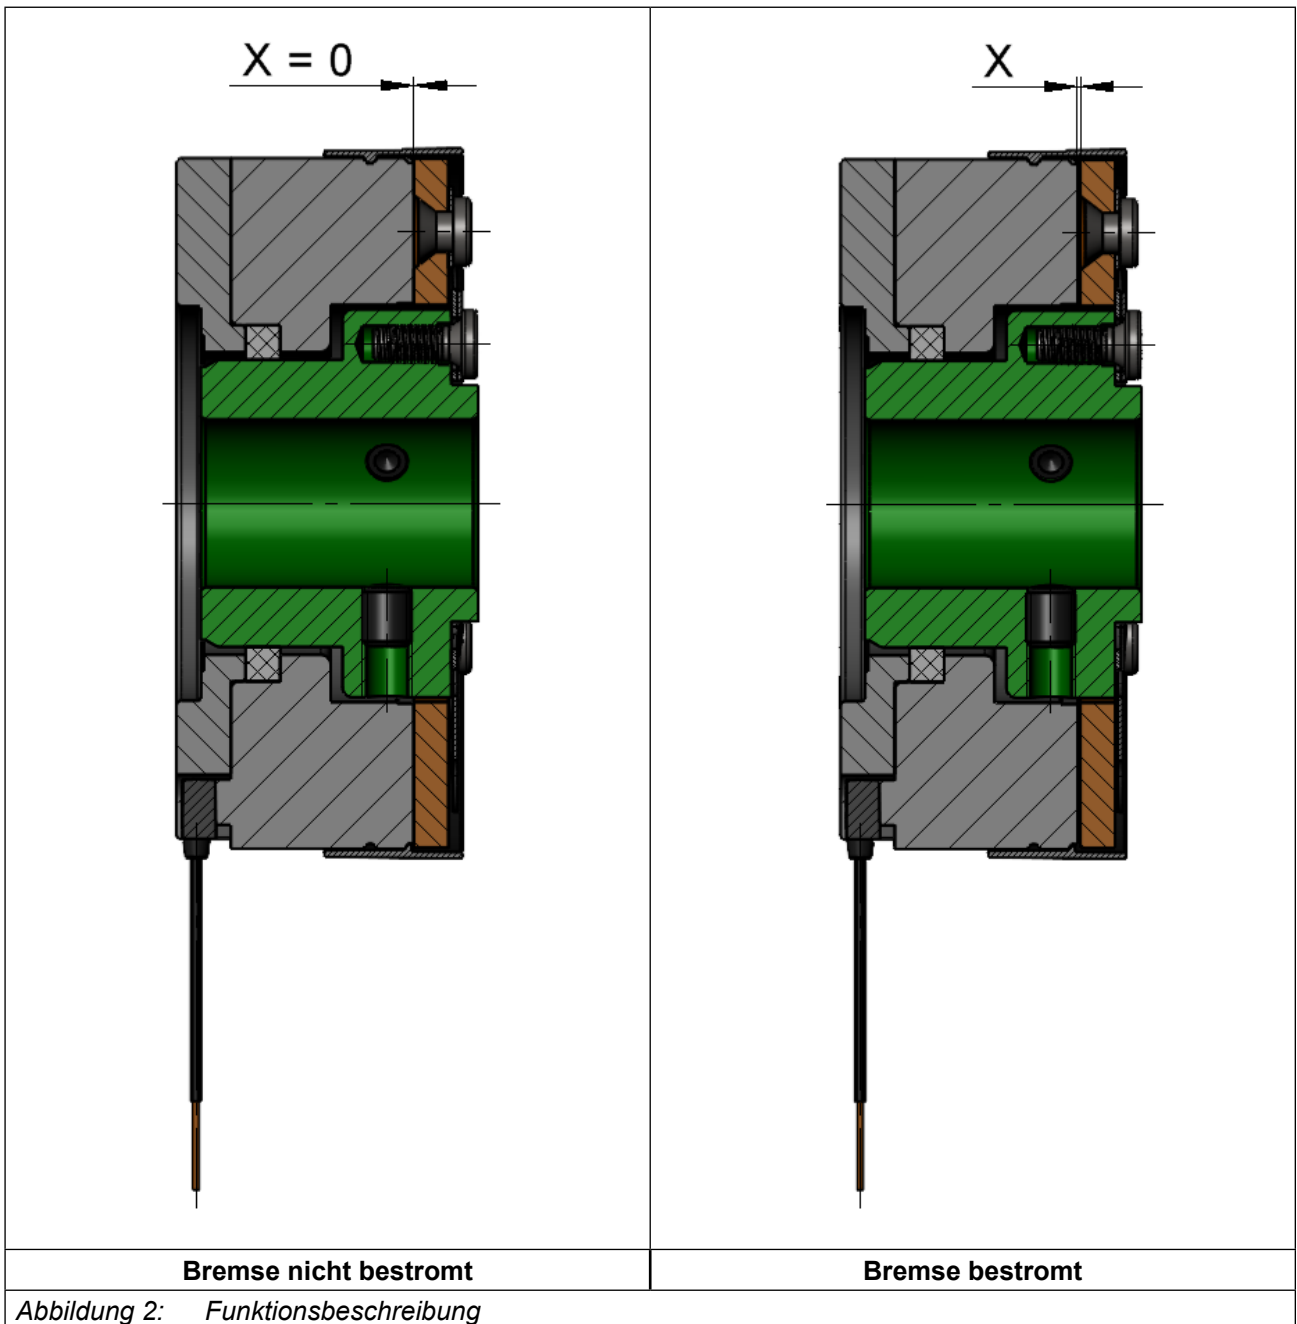 X = 0
X
Bremse nicht bestromt
Bremse bestromt
Abbildung 2: Funktionsbeschreibung